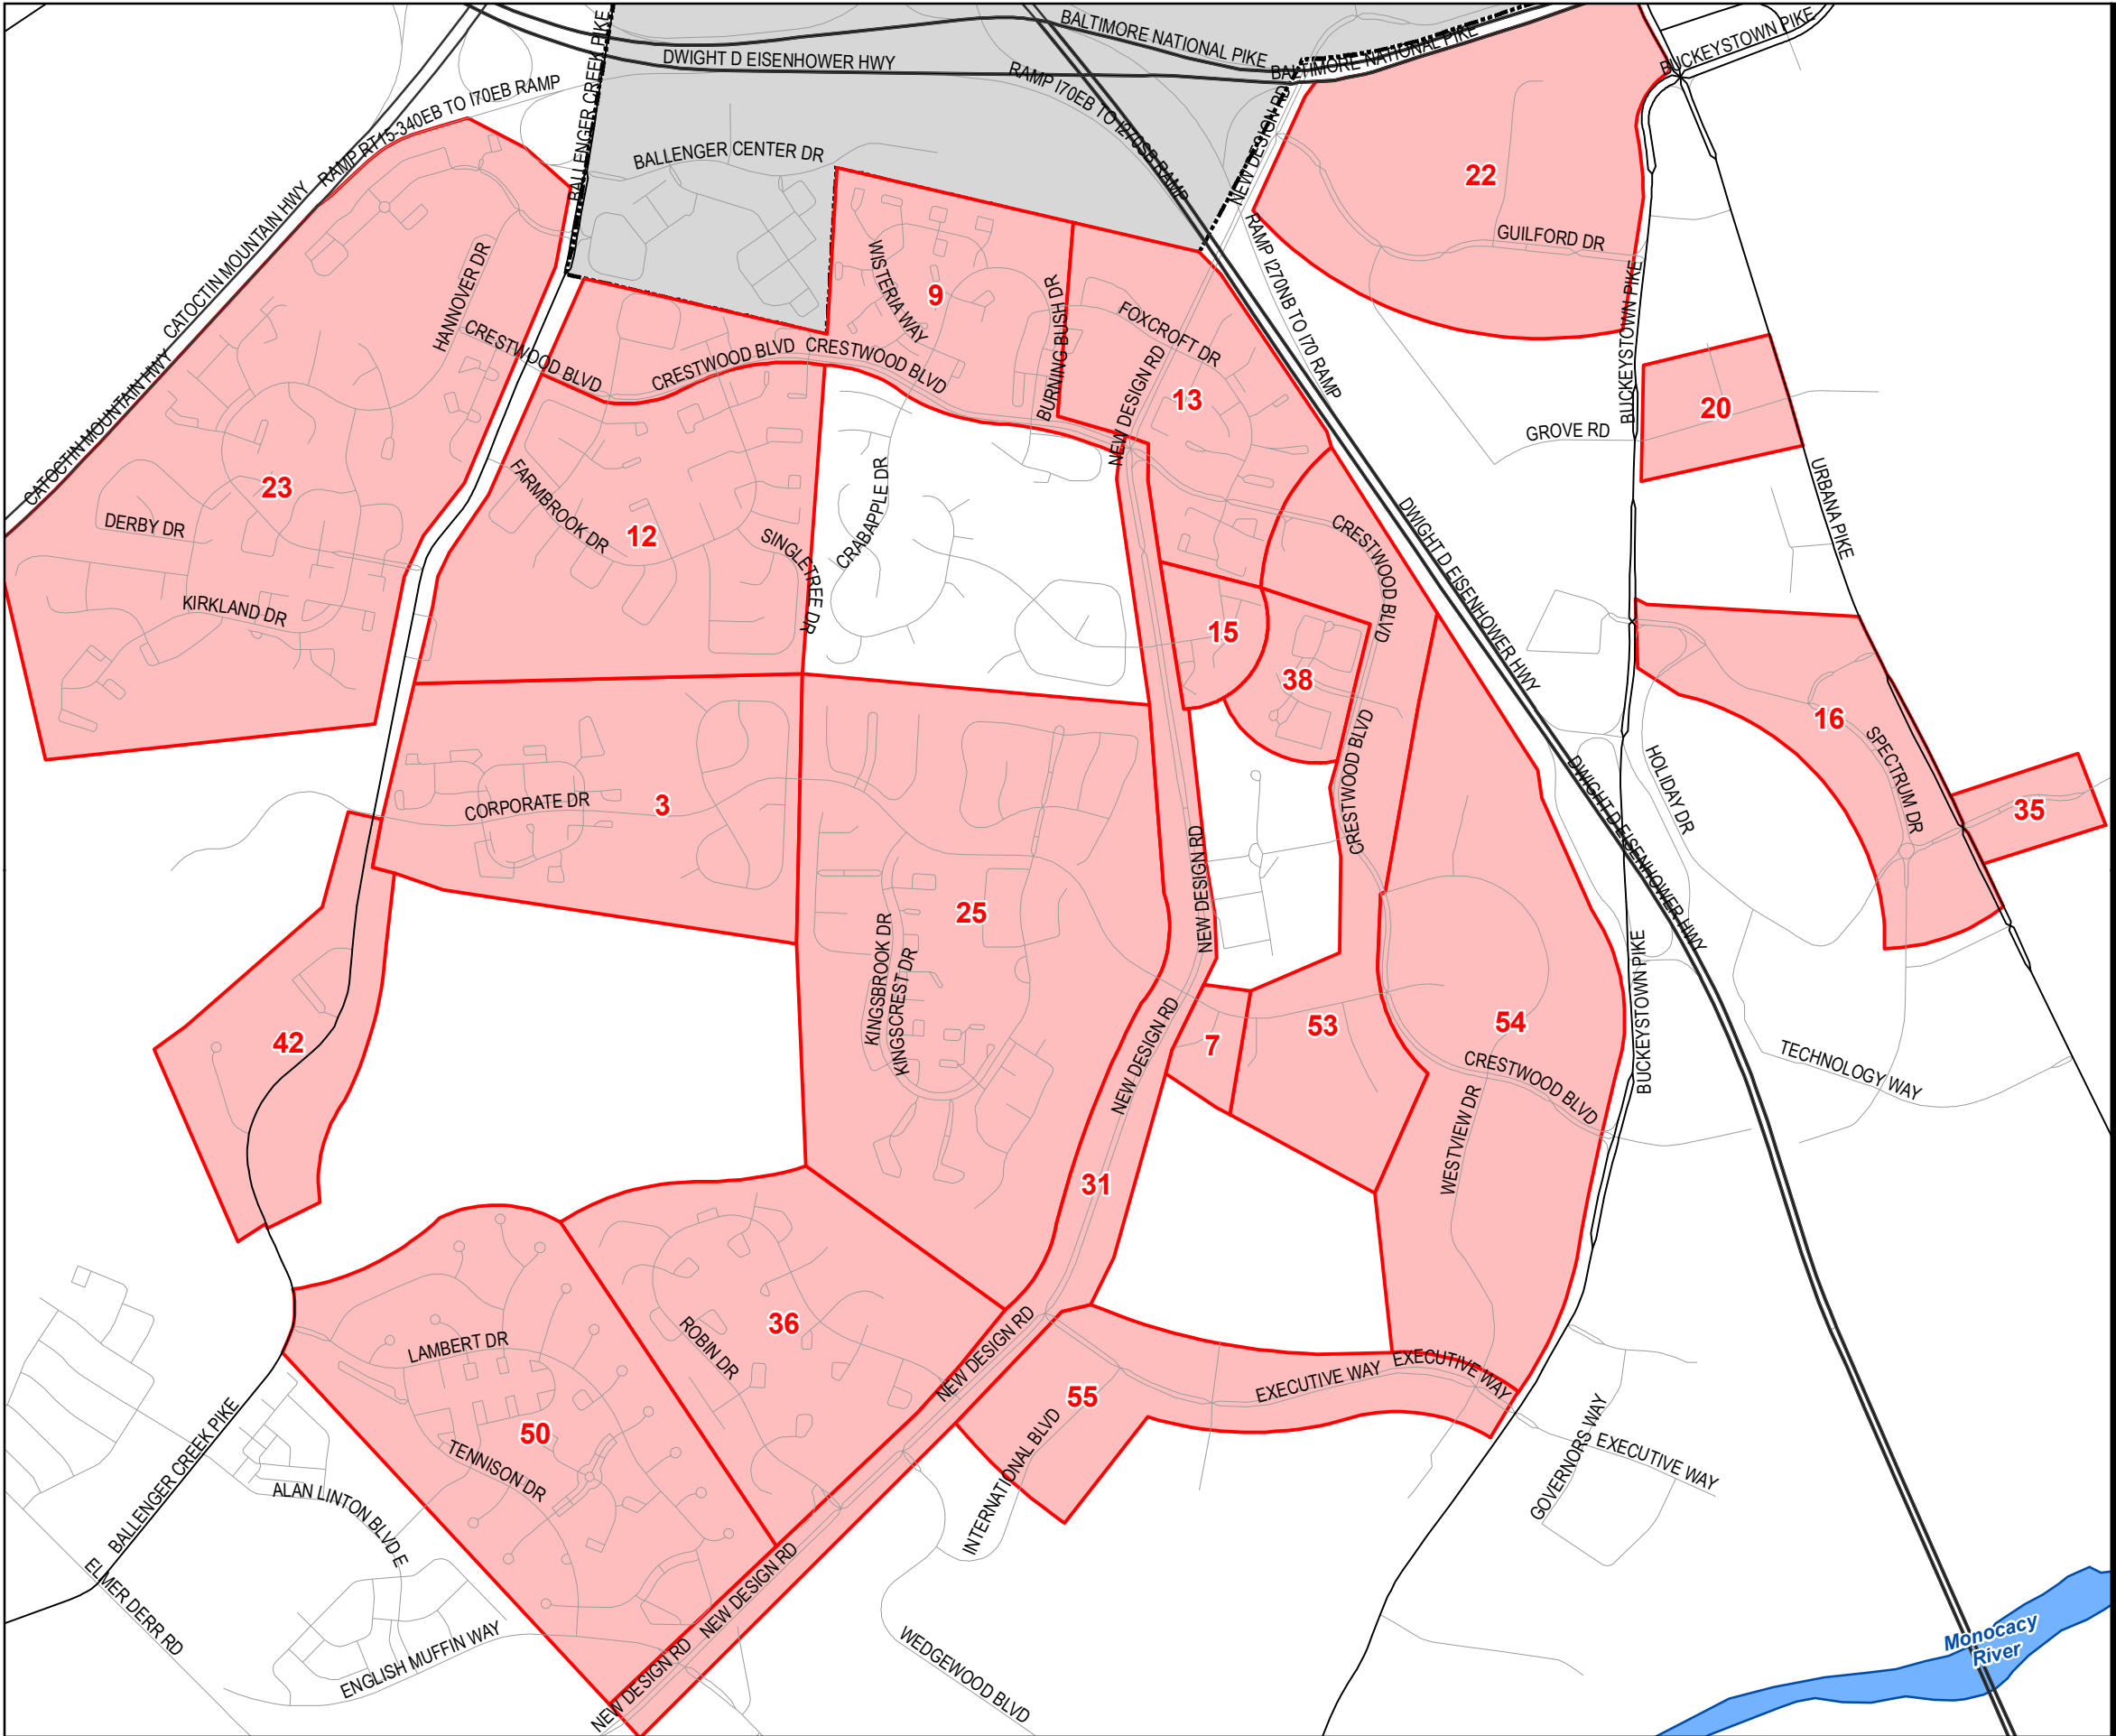 BALLENGER CREEK PIKE
BALTIMORE NATIONAL PIKE
BUCKEYSTOWN PIKE
DWIGHT D EISENHOWER HWY
BALTIMORE NATIONAL PIKE
RAMP RT15-340EB TO I70EB RAMP
RAMP I70EB TO I270SB RAMP
NEW DESIGN RD
BALLENGER CENTER DR
22
CATOCTIN MOUNTAIN HWY
RAMP I270NB TO I70 RAMP
GUILFORD DR
HANNOVER DR
WISTERIA WAY
9
BURNING BUSH DR
FOXCROFT DR
BUCKEYSTOWN PIKE
CRESTWOOD BLVD
CRESTWOOD BLVD
CRESTWOOD BLVD
NEW DESIGN RD
13
20
GROVE RD
CATOCTIN MOUNTAIN HWY
23
FARMBROOK DR
12
SINGLETREE DR
CRABAPPLE DR
CRESTWOOD BLVD
DWIGHT D EISENHOWER HWY
URBANA PIKE
DERBY DR
KIRKLAND DR
15
38
16
SPECTRUM DR
HOLIDAY DR
CORPORATE DR
3
CRESTWOOD BLVD
DWIGHT D EISENHOWER HWY
35
NEW DESIGN RD
25
KINGSBROOK DR
KINGSCREST DR
42
NEW DESIGN RD
7
53
54
BUCKEYSTOWN PIKE
CRESTWOOD BLVD
TECHNOLOGY WAY
WESTVIEW DR
31
36
ROBIN DR
LAMBERT DR
NEW DESIGN RD
55
EXECUTIVE WAY
EXECUTIVE WAY
50
TENNISON DR
INTERNATIONAL BLVD
GOVERNORS WAY
EXECUTIVE WAY
BALLENGER CREEK PIKE
ALAN LINTON BLVD E
ELMER DERR RD
NEW DESIGN RD
ENGLISH MUFFIN WAY
NEW DESIGN RD
WEDGEWOOD BLVD
Monocacy
River